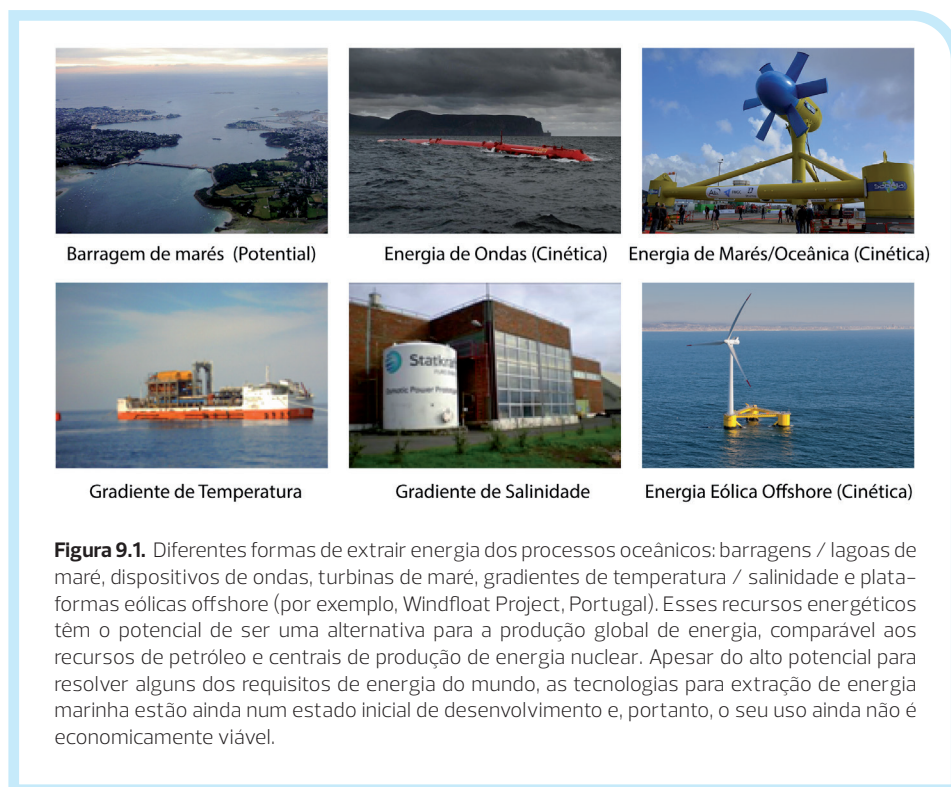 Barragem de marés (Potential)
Energia de Ondas (Cinética)
Energia de Marés/Oceânica (Cinética)
Statkraft
Osmotic Power Prototype
Gradiente de Temperatura
Gradiente de Salinidade
Energia Eólica Offshore (Cinética)
Figura 9.1. Diferentes formas de extrair energia dos processos oceânicos: barragens / lagoas de
maré, dispositivos de ondas, turbinas de maré, gradientes de temperatura / salinidade e plata-
formas eólicas offshore (por exemplo, Windfloat Project, Portugal). Esses recursos energéticos
têm o potencial de ser uma alternativa para a produção global de energia, comparável aos
recursos de petróleo e centrais de produção de energia nuclear. Apesar do alto potencial para
resolver alguns dos requisitos de energia do mundo, as tecnologias para extração de energia
marinha estão ainda num estado inicial de desenvolvimento e, portanto, o seu uso ainda não é
economicamente viável.